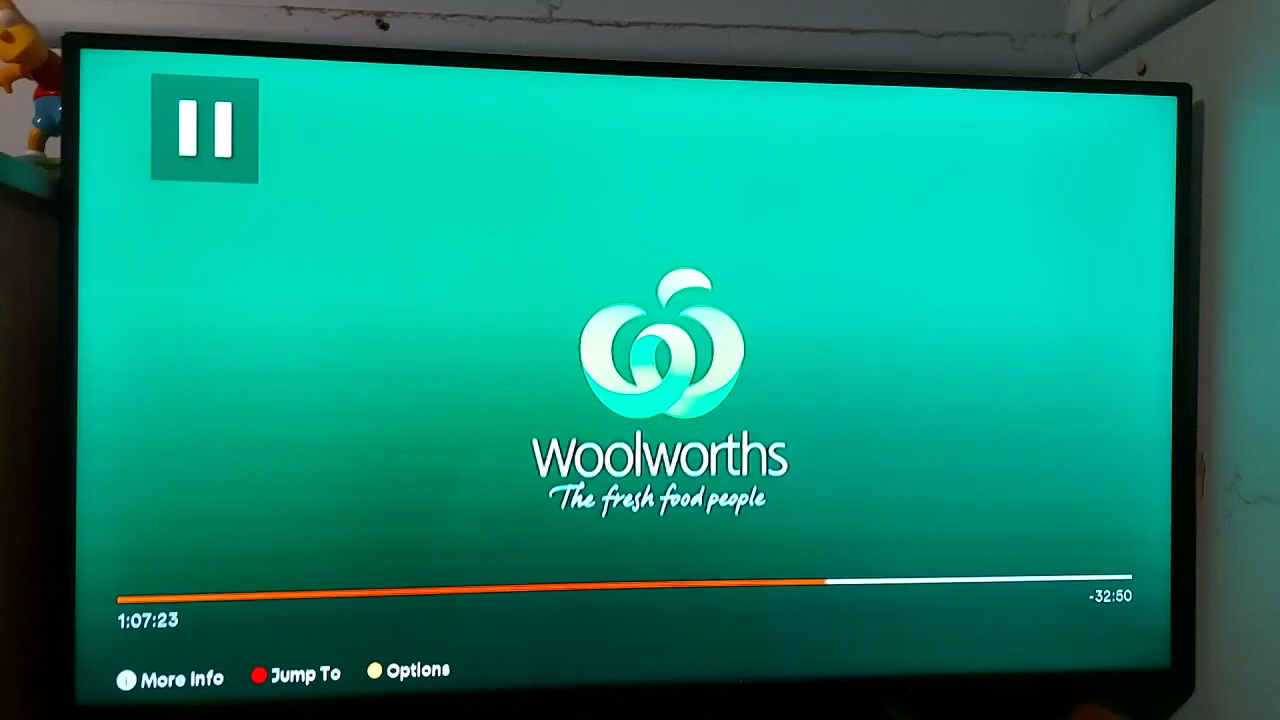 Woolworths
The fresh food people
1:07:23
-32:50
i More Info Jump To Options